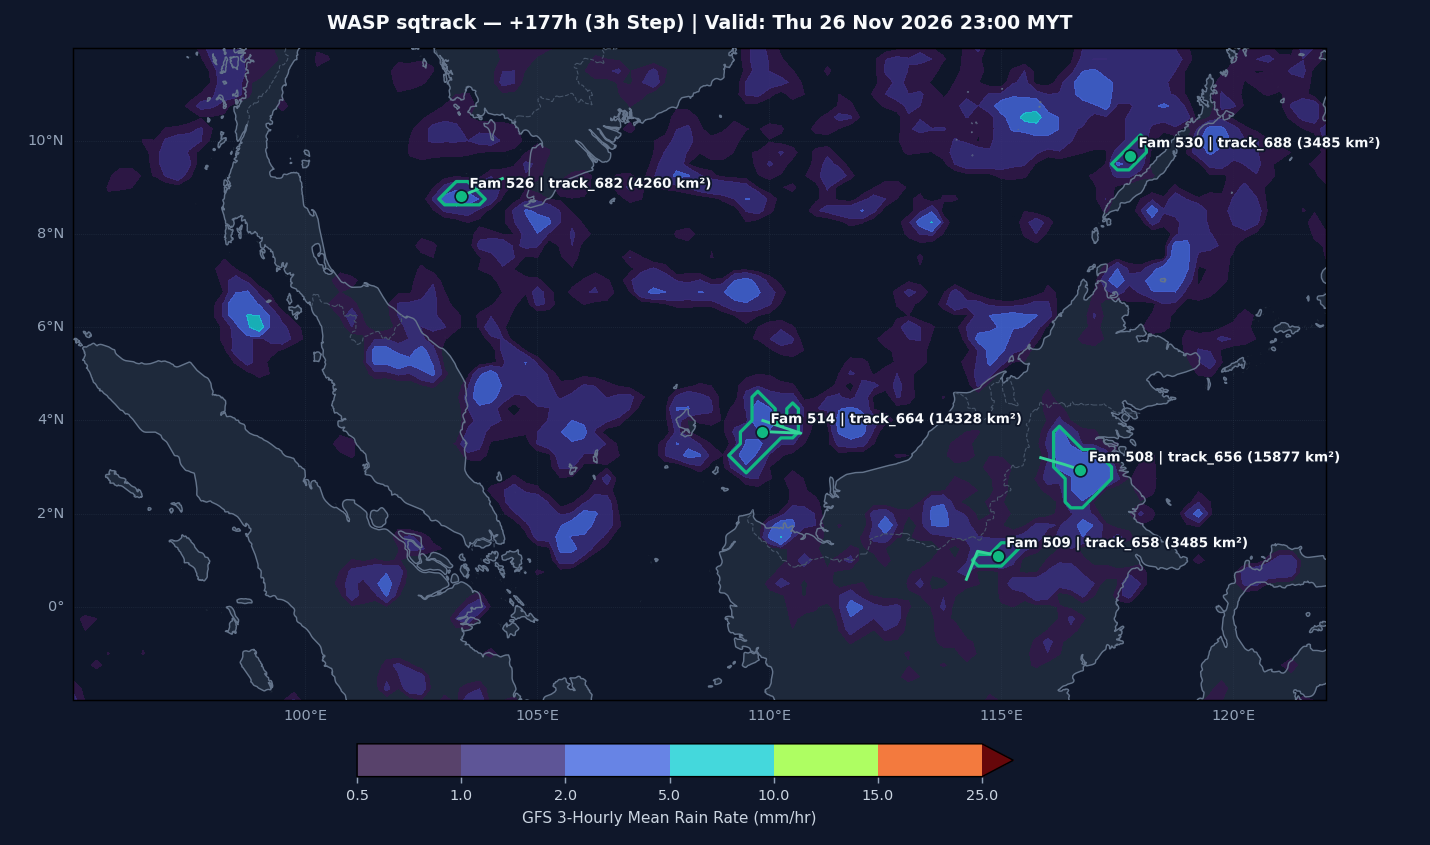 WASP sqtrack — +177h (3h Step) | Valid: Thu 26 Nov 2026 23:00 MYT
10°N
8°N
6°N
4°N
2°N
0°
Fam 530 | track_688 (3485 km²)
Fam 526 | track_682 (4260 km²)
Fam 514 | track_664 (14328 km²)
Fam 508 | track_656 (15877 km²)
Fam 509 | track_658 (3485 km²)
100°E 105°E 110°E 115°E 120°E
0.5 1.0 2.0 5.0 10.0 15.0 25.0
GFS 3-Hourly Mean Rain Rate (mm/hr)